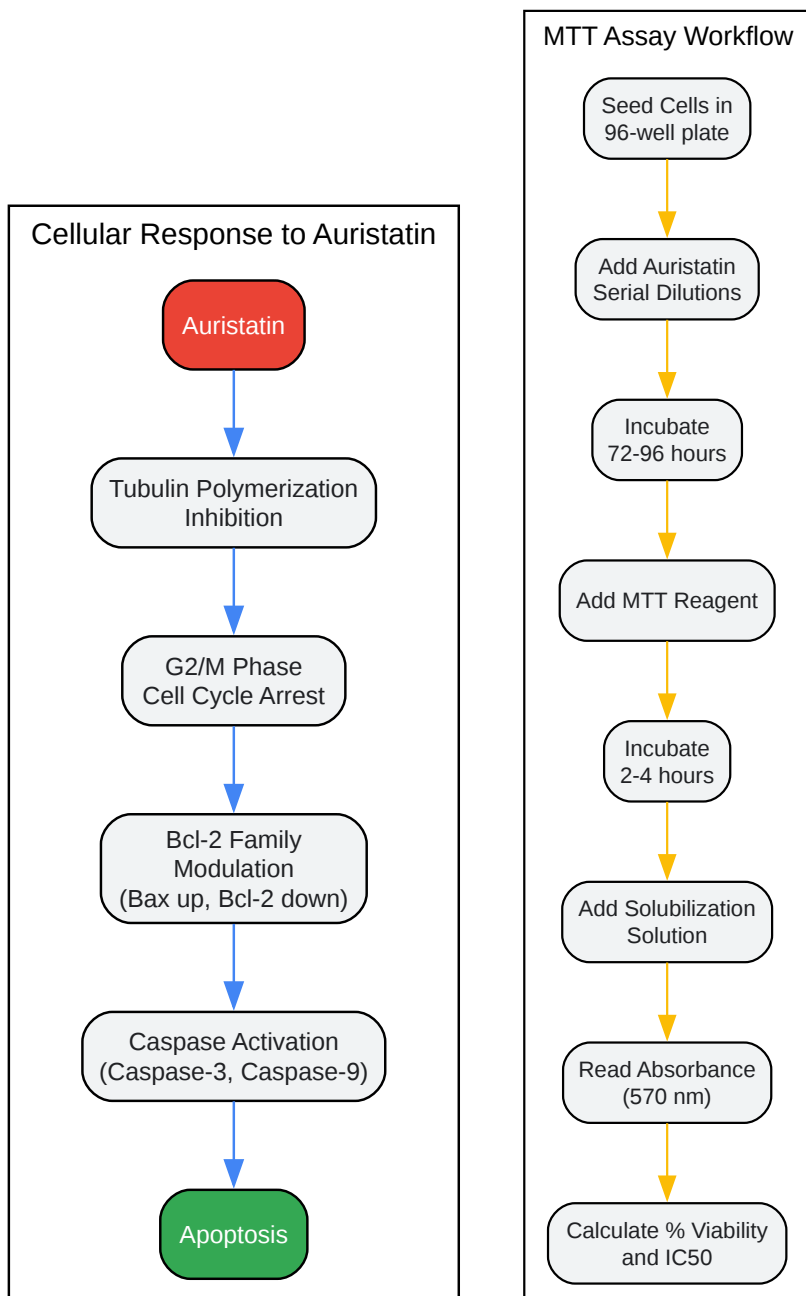 Cellular Response to Auristatin
Auristatin
Tubulin Polymerization
Inhibition
G2/M Phase
Cell Cycle Arrest
Bcl-2 Family
Modulation
(Bax up, Bcl-2 down)
Caspase Activation
(Caspase-3, Caspase-9)
Apoptosis
MTT Assay Workflow
Seed Cells in
96-well plate
Add Auristatin
Serial Dilutions
Incubate
72-96 hours
Add MTT Reagent
Incubate
2-4 hours
Add Solubilization
Solution
Read Absorbance
(570 nm)
Calculate % Viability
and IC50